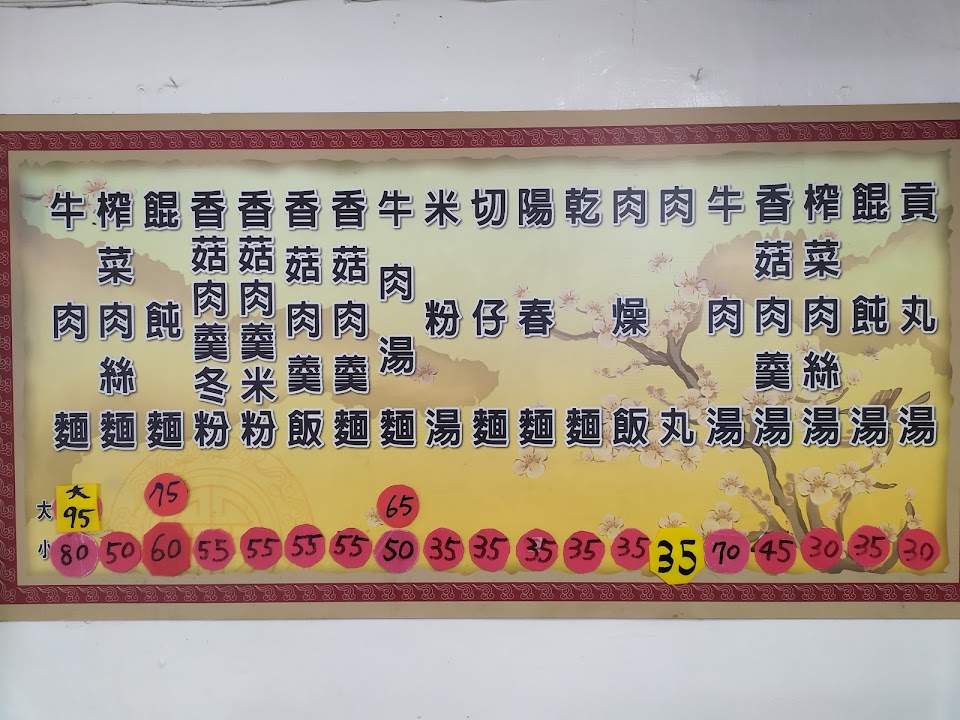 貢丸湯
餛飩湯
榨菜肉絲湯
香菇肉羹湯
牛肉湯
肉丸
肉燥飯
乾麵
陽春麵
切仔麵
米粉湯
牛肉湯麵
香菇肉羹麵
香菇肉羹飯
香菇肉羹米粉
香菇肉羹冬粉
餛飩麵
榨菜肉絲麵
牛肉麵
大 大95 75 65
小 80 50 60 55 55 55 55 50 35 35 35 35 35 35 70 45 30 35 30